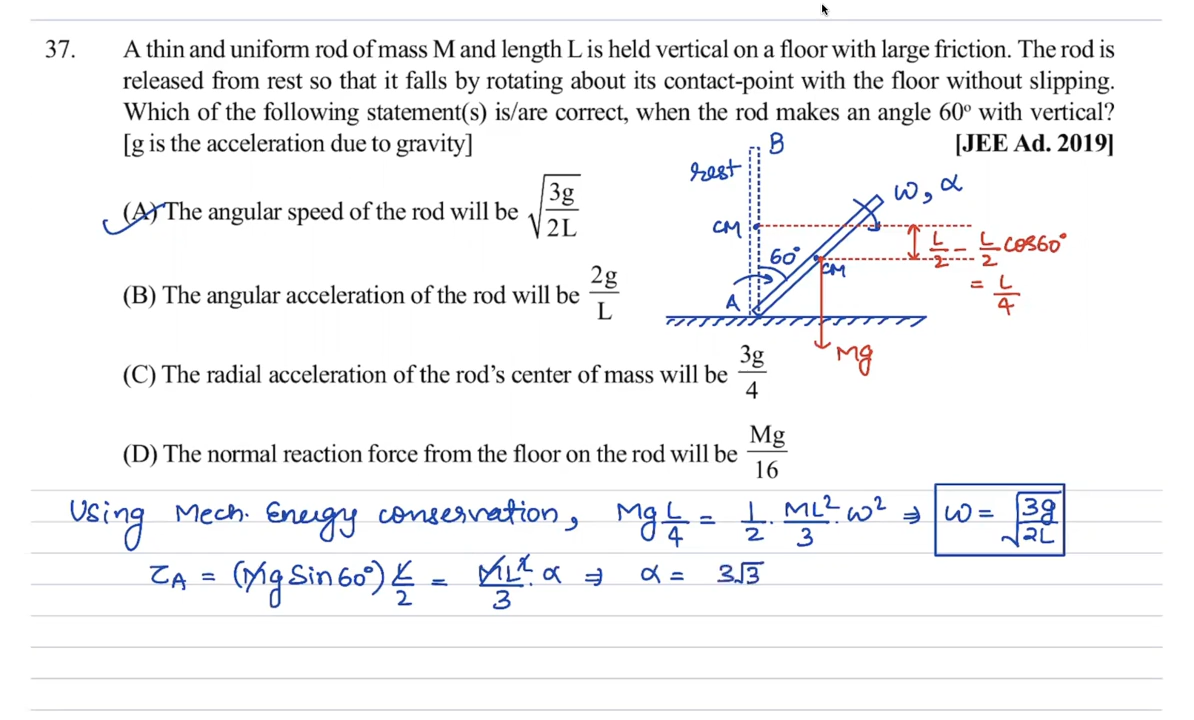 37. A thin and uniform rod of mass M and length L is held vertical on a floor with large friction. The rod is
released from rest so that it falls by rotating about its contact-point with the floor without slipping.
Which of the following statement(s) is/are correct, when the rod makes an angle 60° with vertical?
[g is the acceleration due to gravity] [JEE Ad. 2019]
B
rest
ω, α
(A) The angular speed of the rod will be √(3g/2L)
CM
60°
L/2 - L/2 cos60°
= L/4
CM
A
(B) The angular acceleration of the rod will be 2g/L
Mg
(C) The radial acceleration of the rod's center of mass will be 3g/4
(D) The normal reaction force from the floor on the rod will be Mg/16
Using Mech. Energy conservation, Mg L/4 = 1/2 . ML²/3 . ω² ⇒ ω = √(3g/2L)
τA = (Mg Sin60°) L/2 = ML²/3 . α ⇒ α = 3√3